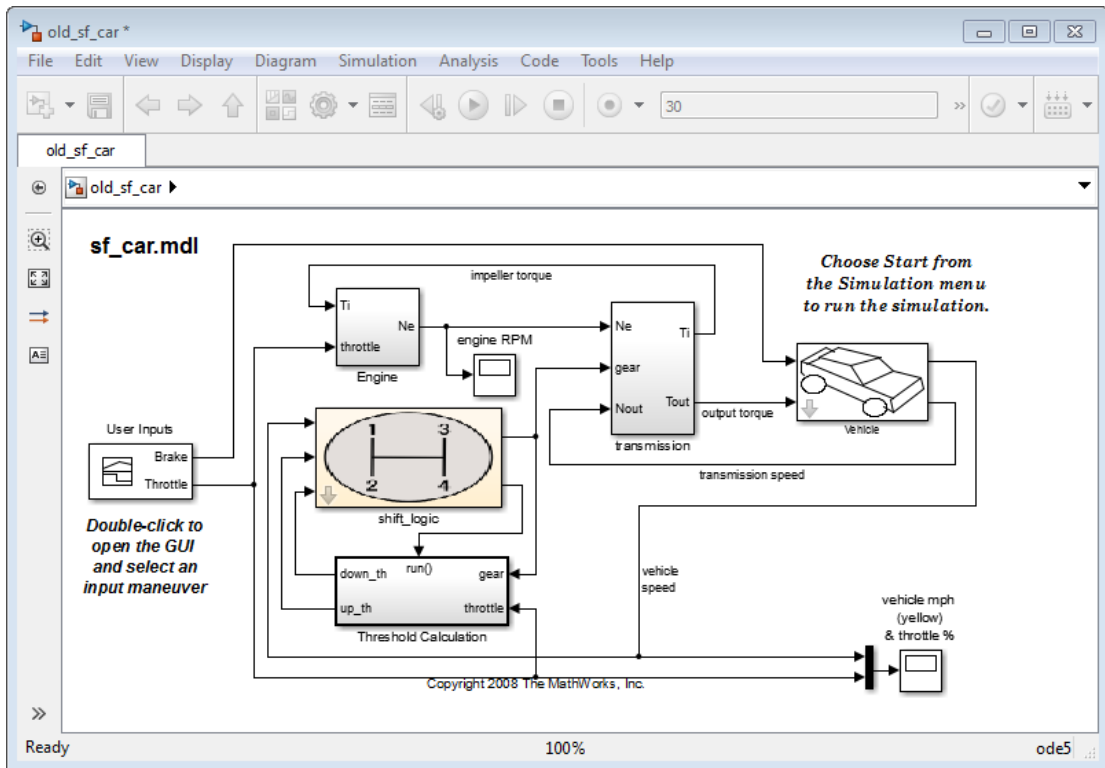 old_sf_car *
File Edit View Display Diagram Simulation Analysis Code Tools Help
30
»
old_sf_car
old_sf_car
sf_car.mdl
impeller torque
Choose Start from
the Simulation menu
to run the simulation.
Ti
Ne
throttle
Engine
engine RPM
Ne
Ti
gear
Nout
Tout
transmission
output torque
Vehicle
transmission speed
User Inputs
Brake
Throttle
1 3
2 4
shift_logic
Double-click to
open the GUI
and select an
input maneuver
run()
down_th
gear
up_th
throttle
Threshold Calculation
vehicle
speed
vehicle mph
(yellow)
& throttle %
Copyright 2008 The MathWorks, Inc.
»
Ready 100% ode5